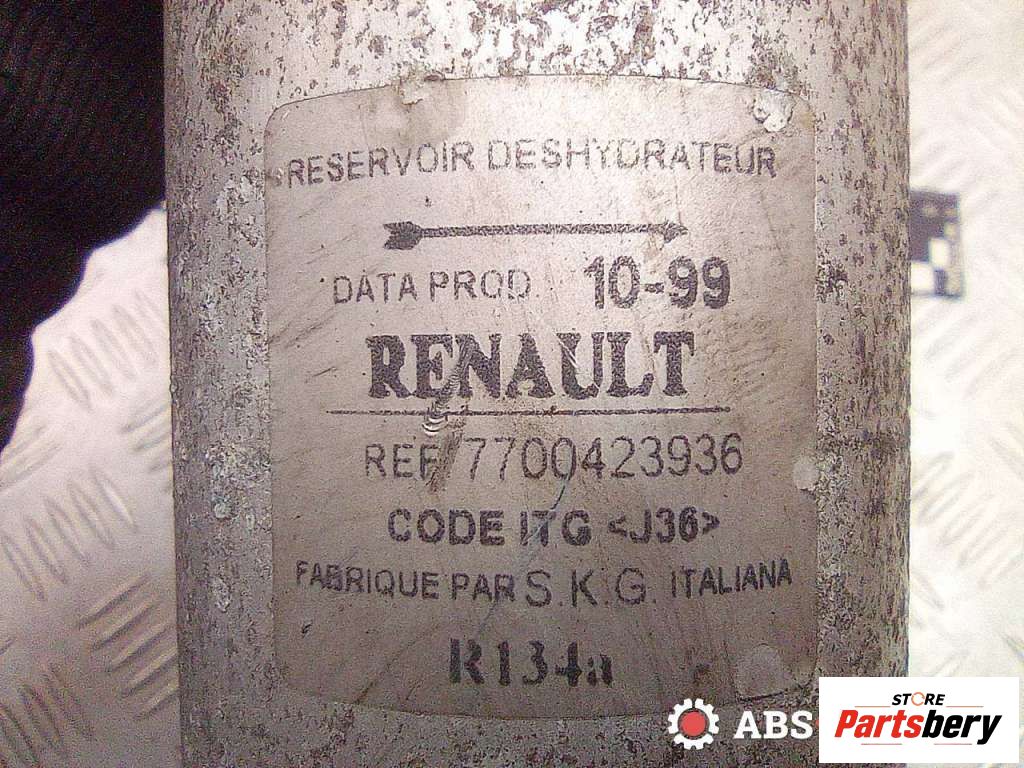 RESERVOIR DESHYDRATEUR
DATA PROD. 10-99
RENAULT
REF 7700423936
CODE ITG <J36>
FABRIQUE PAR S.K.G. ITALIANA
R134a
ABS
STORE
Partsbery